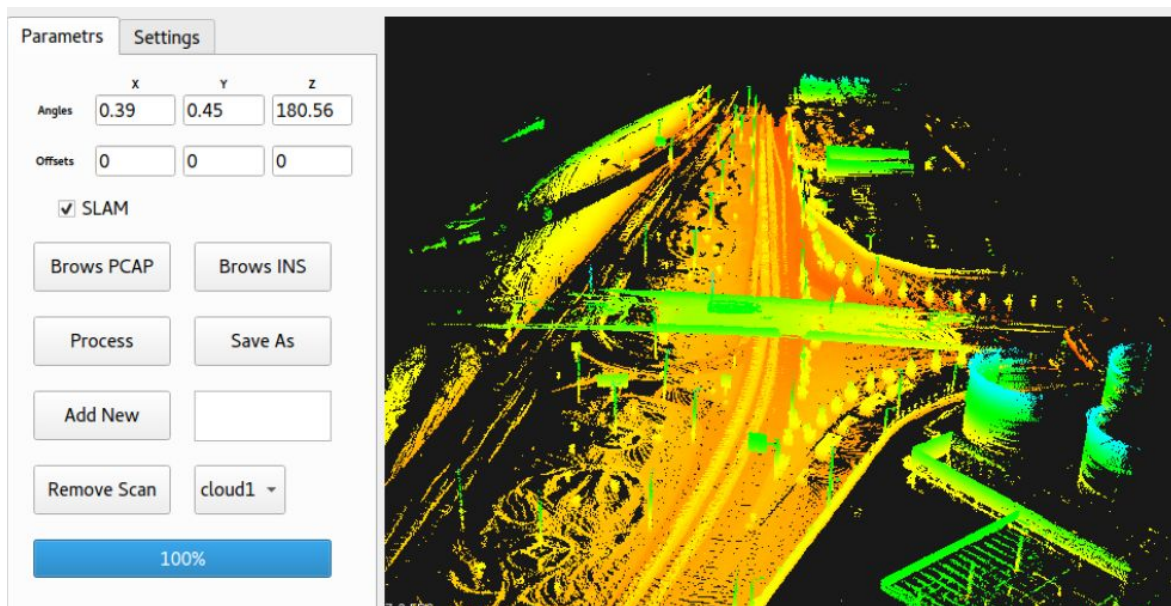 Parametrs Settings
X Y Z
Angles 0.39 0.45 180.56
Offsets 0 0 0
SLAM
Brows PCAP Brows INS
Process Save As
Add New
Remove Scan cloud1
100%